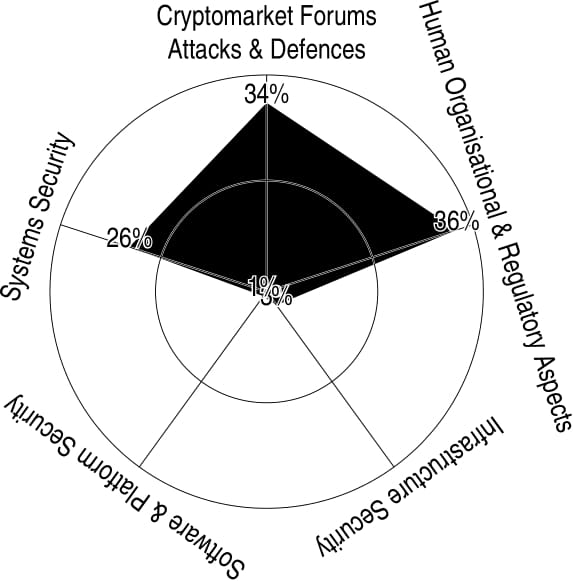 Cryptomarket Forums
Attacks & Defences
Human Organisational & Regulatory Aspects
Infrastructure Security
Software & Platform Security
Systems Security
34%
36%
3%
1%
26%